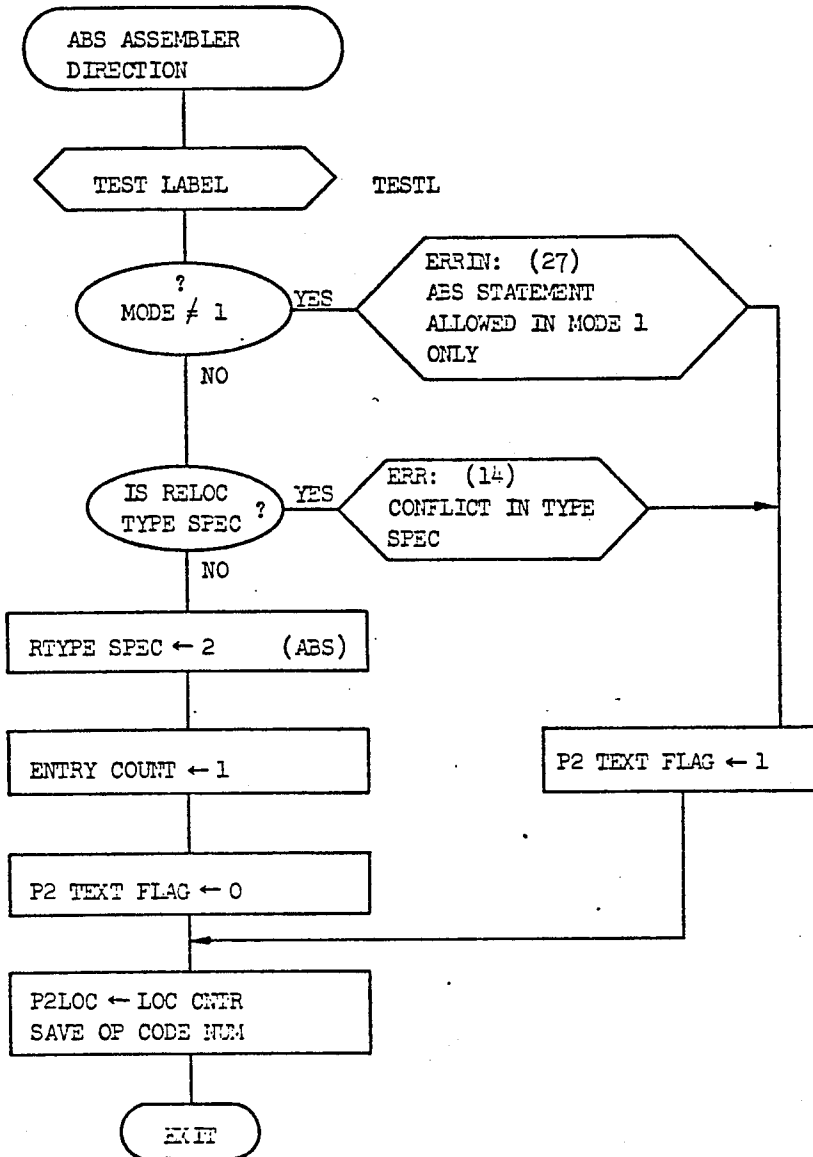 ABS ASSEMBLER
DIRECTION
TEST LABEL
TESTL
?
MODE ≠ 1
YES
ERRIN: (27)
ABS STATEMENT
ALLOWED IN MODE 1
ONLY
NO
IS RELOC
TYPE SPEC ?
YES
ERR: (14)
CONFLICT IN TYPE
SPEC
NO
RTYPE SPEC ← 2 (ABS)
ENTRY COUNT ← 1
P2 TEXT FLAG ← 1
P2 TEXT FLAG ← 0
P2LOC ← LOC CNTR
SAVE OP CODE NUM
EXIT